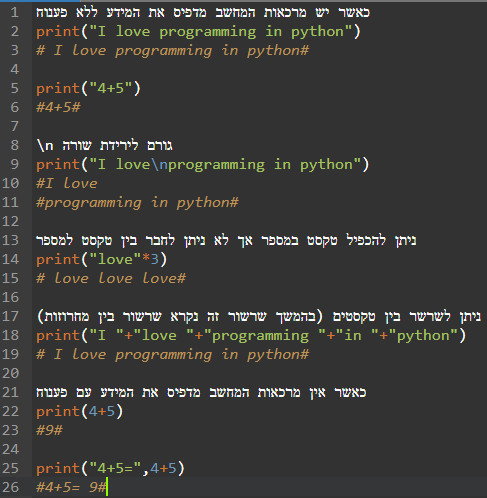 1 כאשר יש מרכאות המחשב מדפיס את המידע ללא פענוח
2 print("I love programming in python")
3 # I love programming in python#
4
5 print("4+5")
6 #4+5#
7
8 גורם לירידת שורה \n
9 print("I love\nprogramming in python")
10 #I love
11 #programming in python#
12
13 ניתן להכפיל טקסט במספר אך לא ניתן לחבר בין טקסט למספר
14 print("love"*3)
15 # love love love#
16
17 ניתן לשרשר בין טקסטים (בהמשך שרשור זה נקרא שרשור בין מחרוזות)
18 print("I "+"love "+"programming "+"in "+"python")
19 # I love programming in python#
20
21 כאשר אין מרכאות המחשב מדפיס את המידע עם פענוח
22 print(4+5)
23 #9#
24
25 print("4+5=",4+5)
26 #4+5= 9#